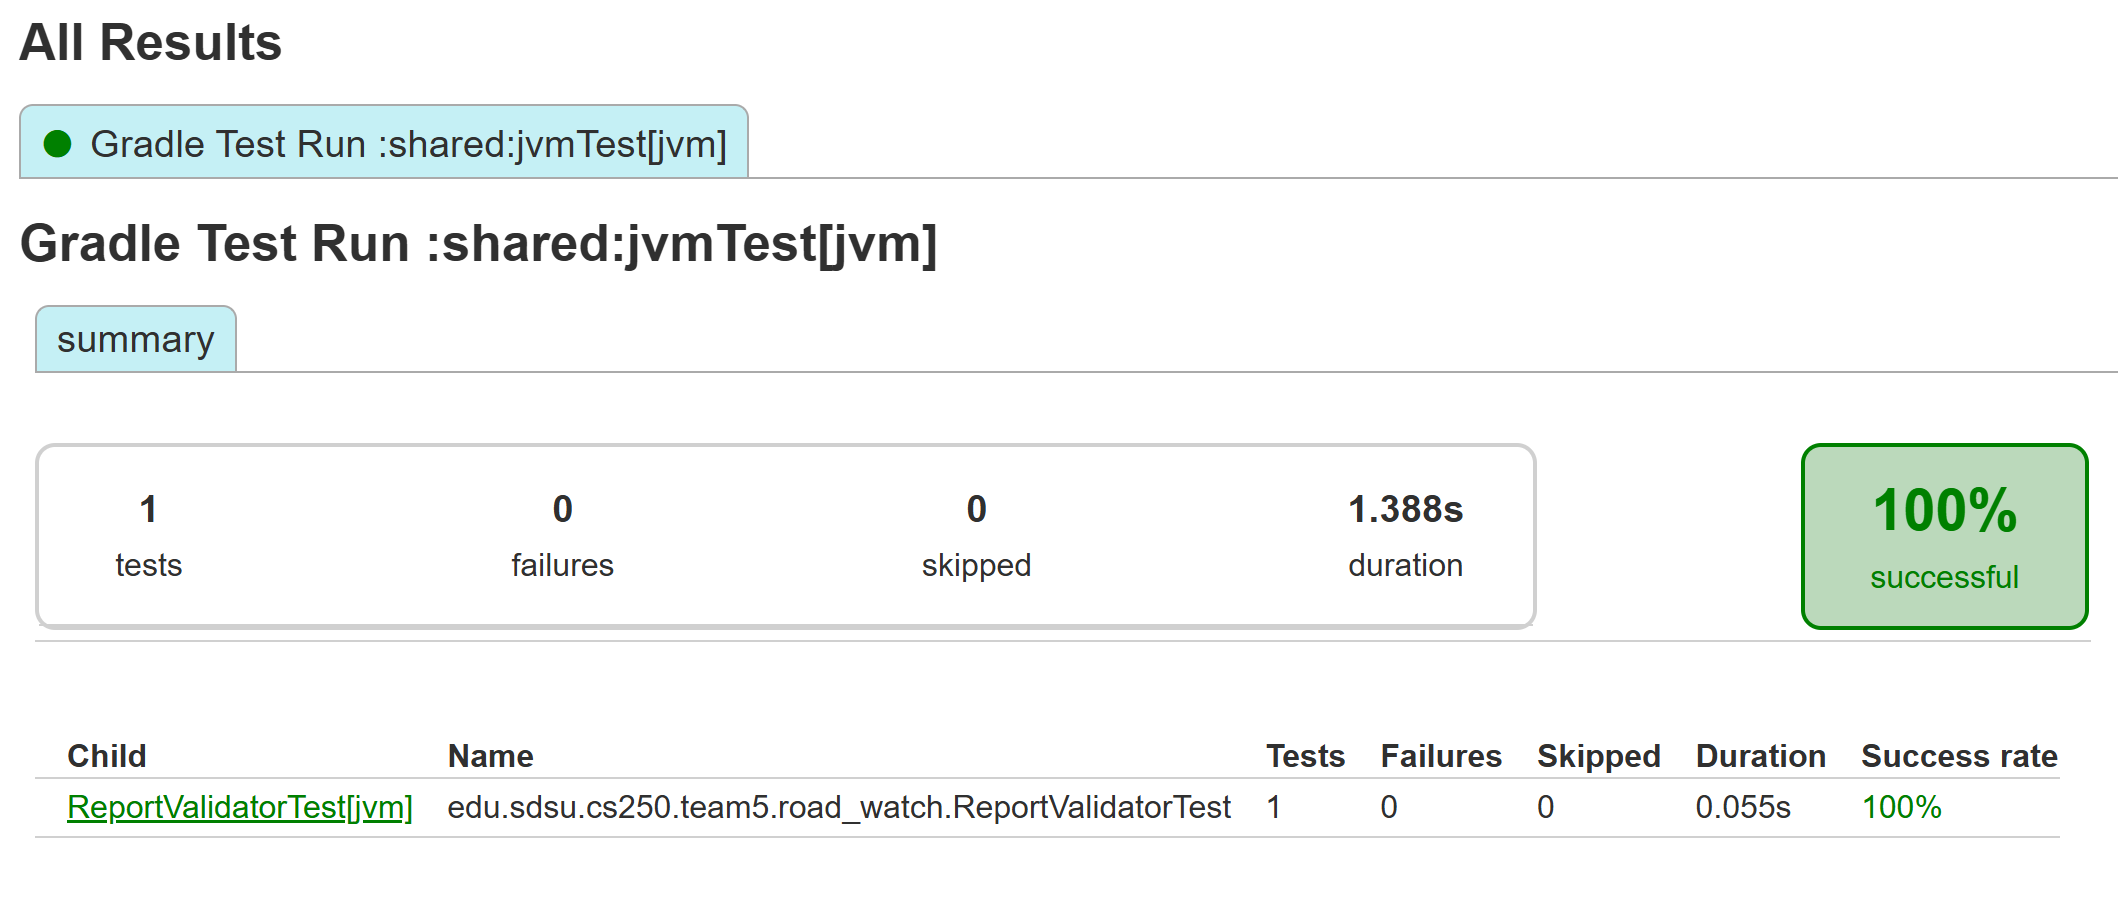 All Results
Gradle Test Run :shared:jvmTest[jvm]
Gradle Test Run :shared:jvmTest[jvm]
summary
1 0 0 1.388s 100%
tests failures skipped duration successful
Child Name Tests Failures Skipped Duration Success rate
ReportValidatorTest[jvm] edu.sdsu.cs250.team5.road_watch.ReportValidatorTest 1 0 0 0.055s 100%